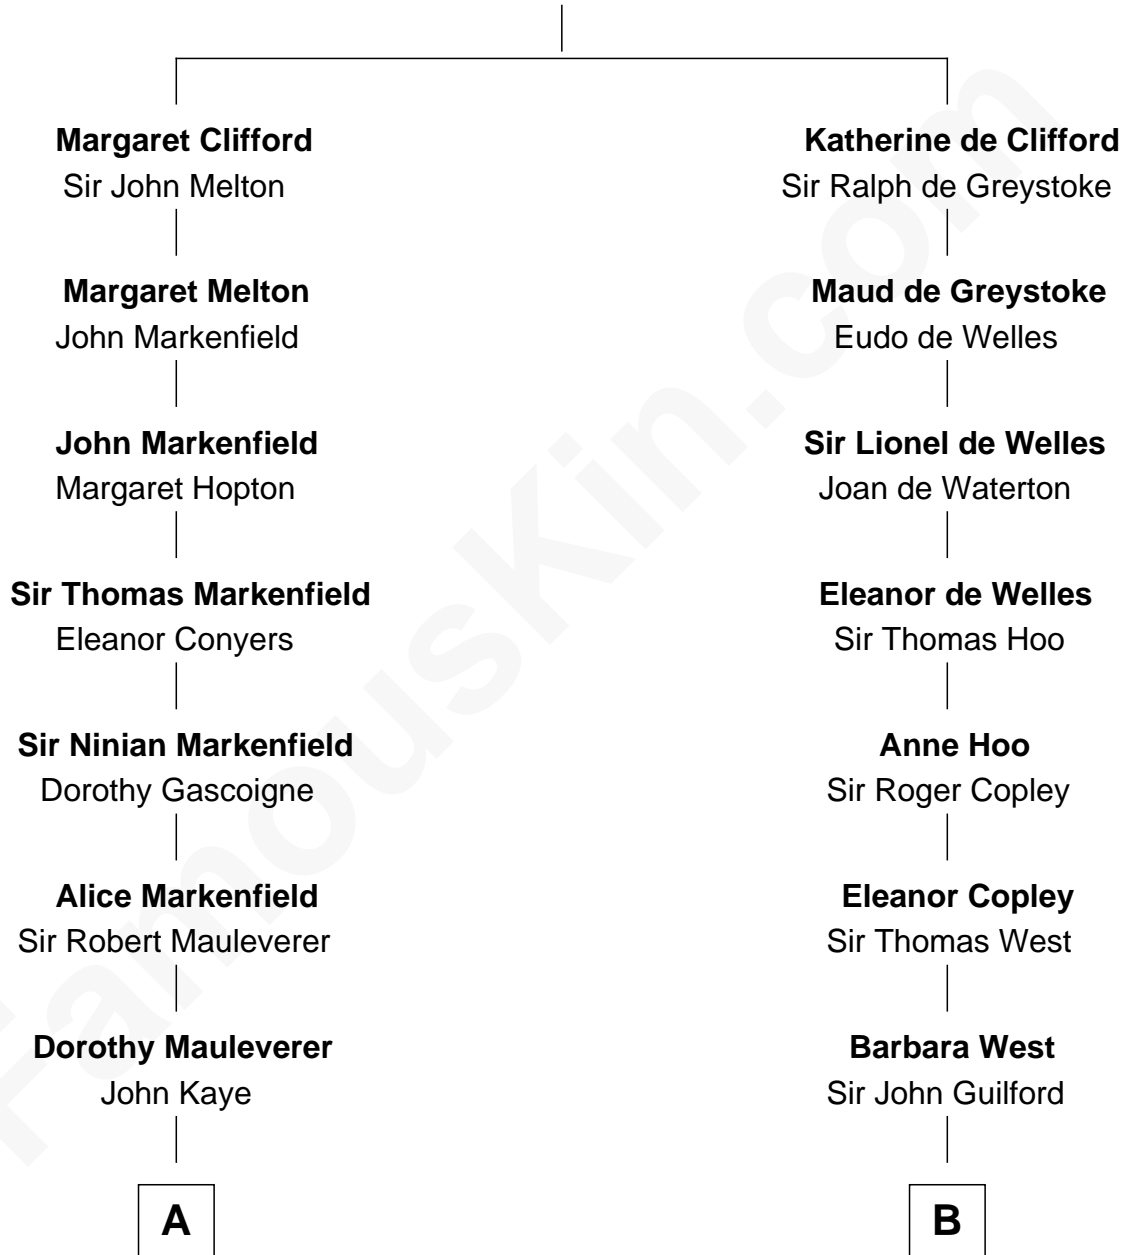 Margaret Clifford
Sir John Melton
Margaret Melton
John Markenfield
John Markenfield
Margaret Hopton
Sir Thomas Markenfield
Eleanor Conyers
Sir Ninian Markenfield
Dorothy Gascoigne
Alice Markenfield
Sir Robert Mauleverer
Dorothy Mauleverer
John Kaye
A
Katherine de Clifford
Sir Ralph de Greystoke
Maud de Greystoke
Eudo de Welles
Sir Lionel de Welles
Joan de Waterton
Eleanor de Welles
Sir Thomas Hoo
Anne Hoo
Sir Roger Copley
Eleanor Copley
Sir Thomas West
Barbara West
Sir John Guilford
B
FamousKin.com